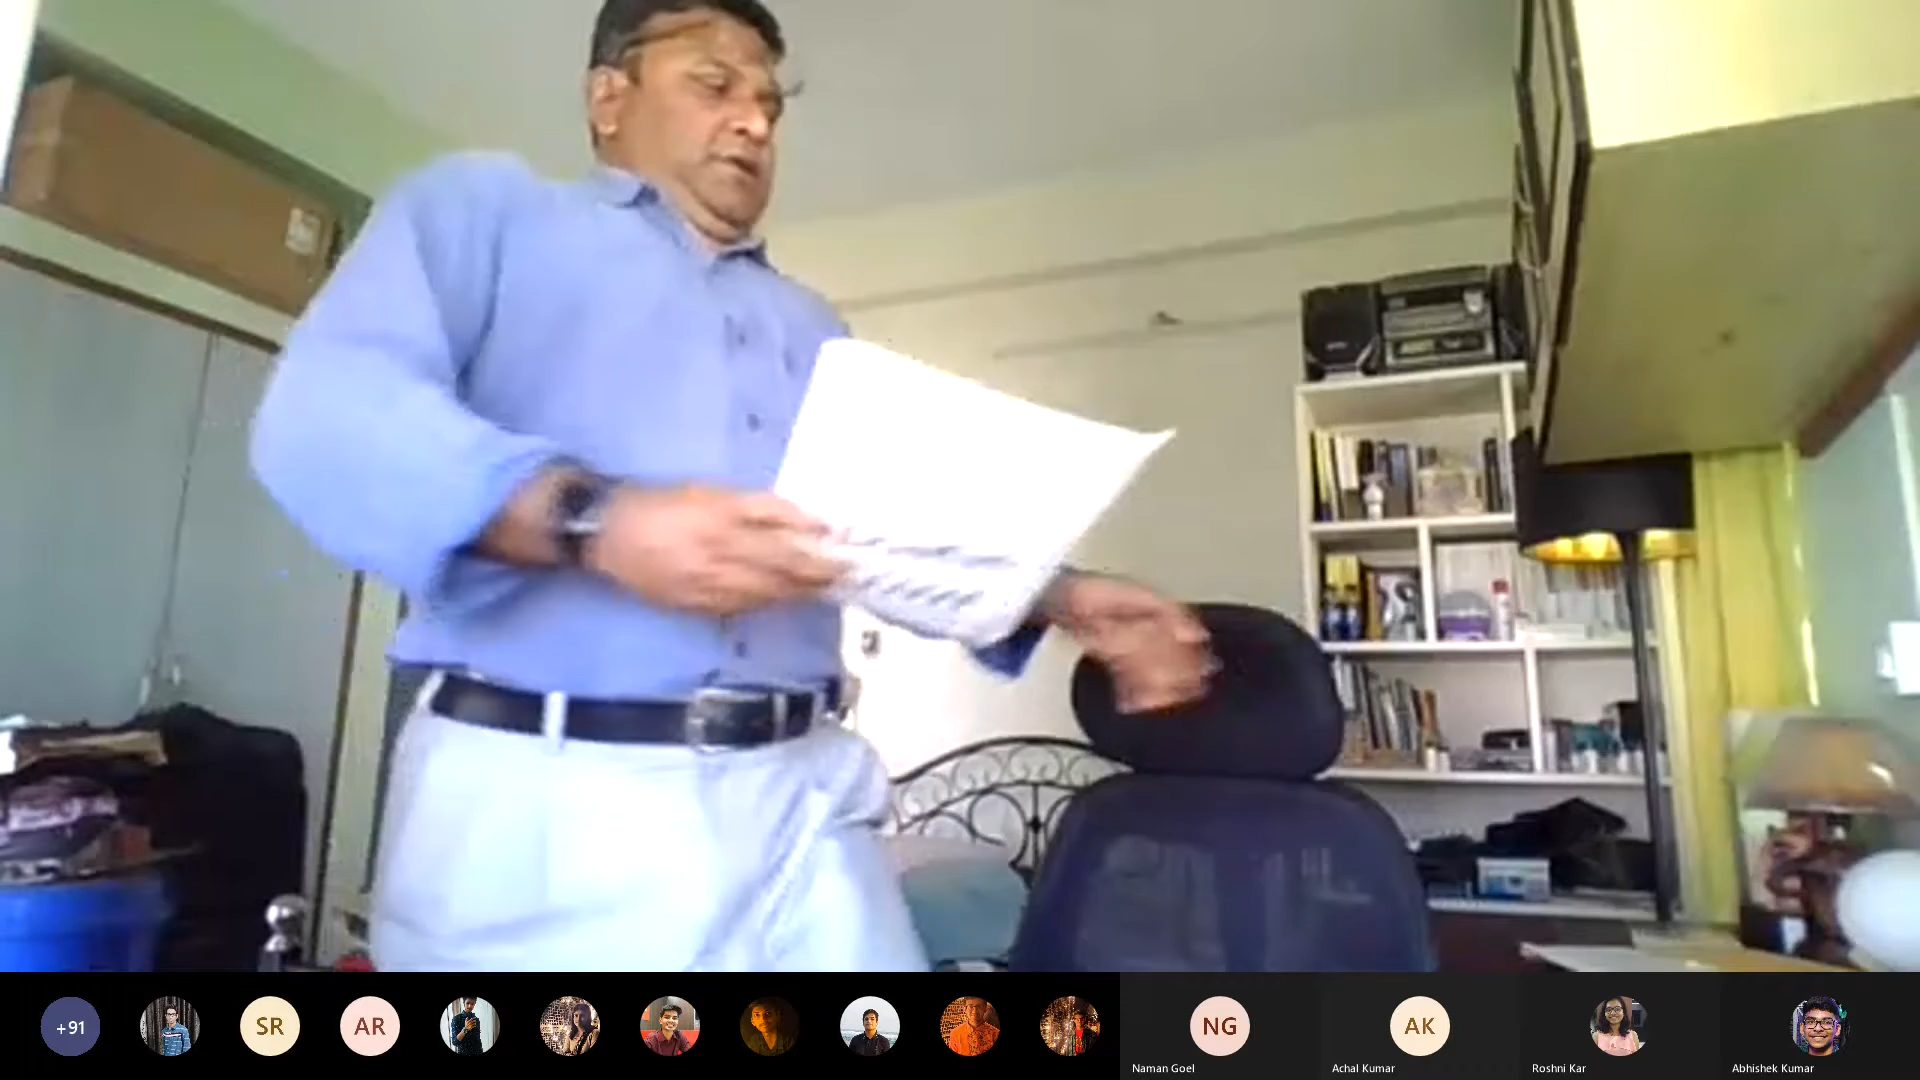 +91
SR
AR
NG
AK
Naman Goel
Achal Kumar
Roshni Kar
Abhishek Kumar